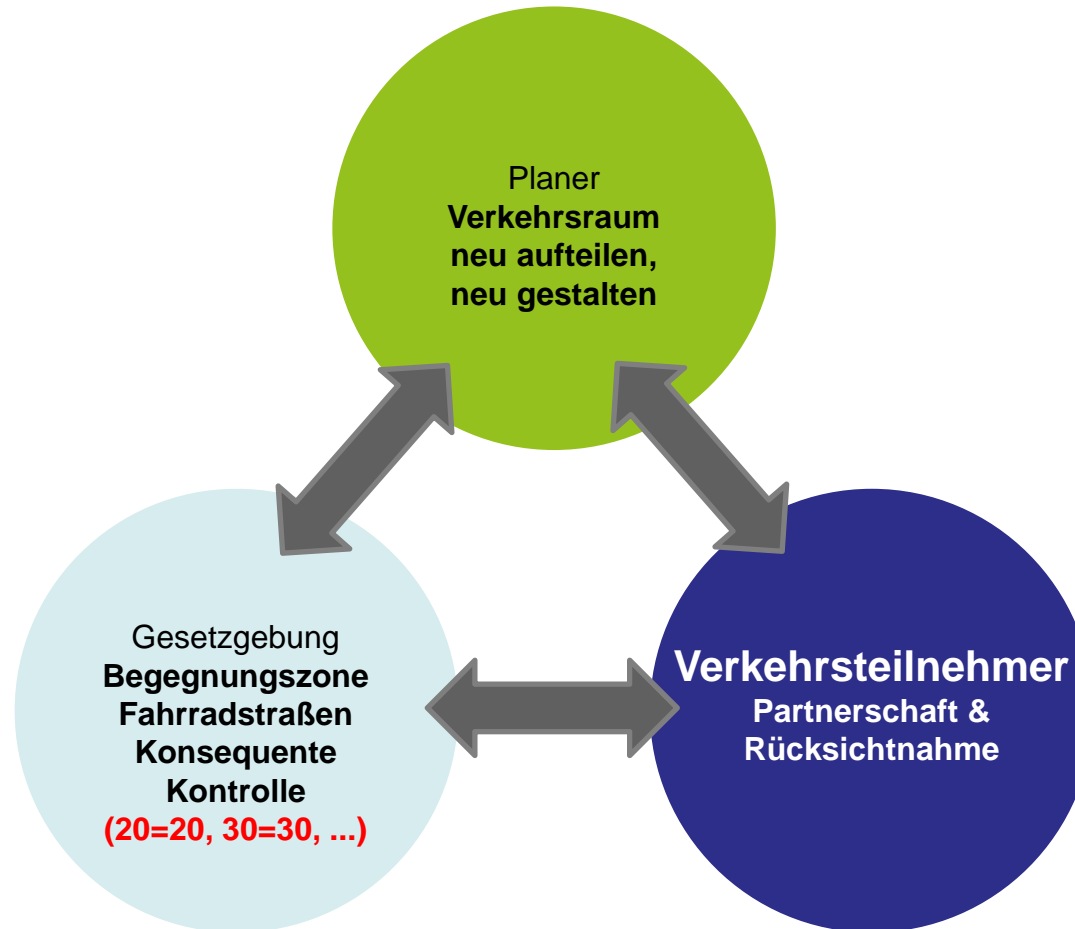 Planer
Verkehrsraum
neu aufteilen,
neu gestalten
Gesetzgebung
Begegnungszone
Fahrradstraßen
Konsequente
Kontrolle
(20=20, 30=30, ...)
Verkehrsteilnehmer
Partnerschaft &
Rücksichtnahme